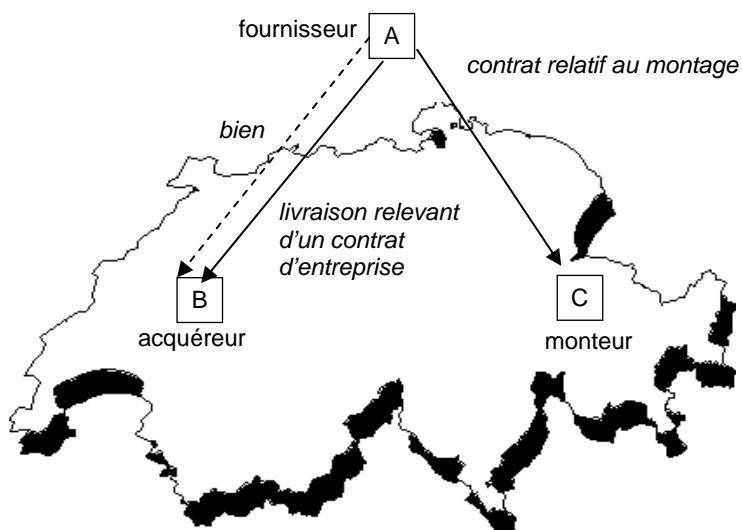 fournisseur
A
contrat relatif au montage
bien
livraison relevant
d'un contrat
d'entreprise
B
acquéreur
C
monteur